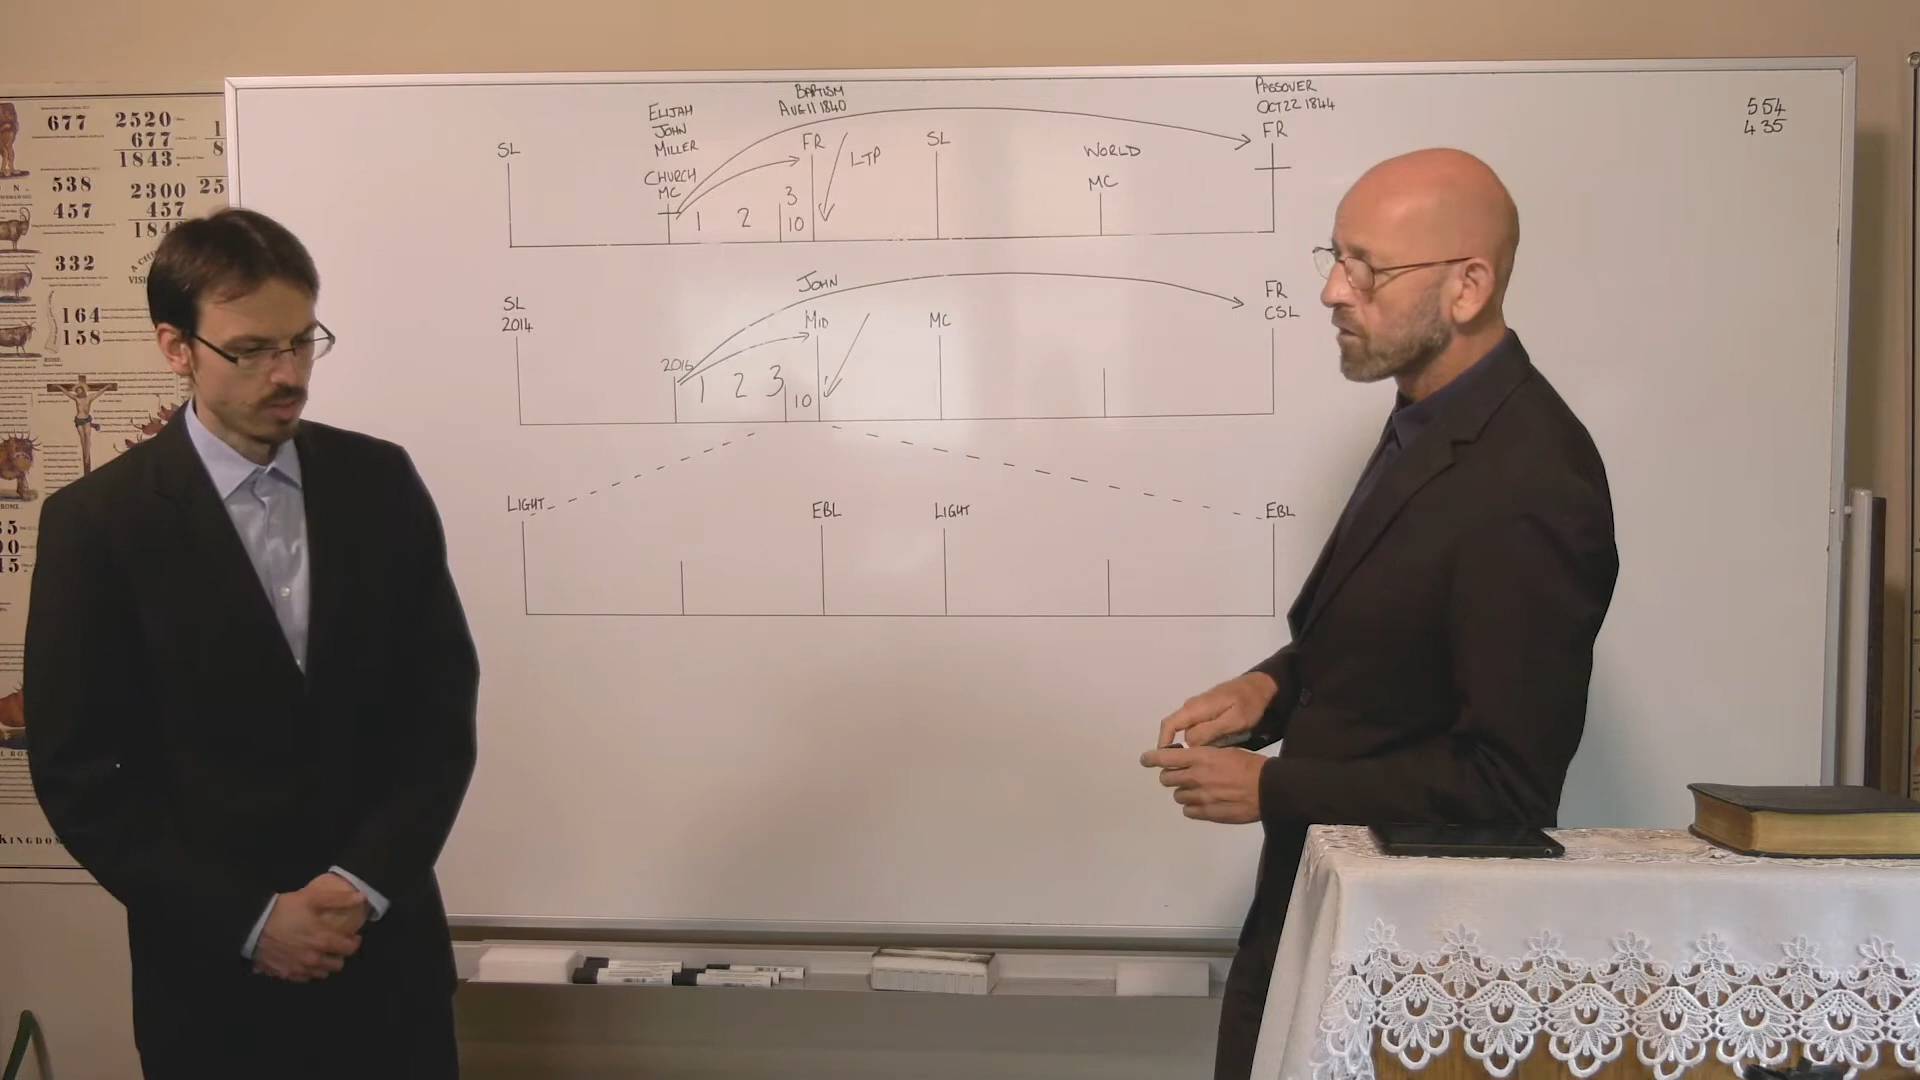 677
2520
677
1843.
538
457
2300
457
25
332
164
158
KINGDOM
554
435
ELIJAH
JOHN
MILLER
CHURCH
MC
BAPTISM
AUG 11 1840
PASSOVER
OCT 22 1844
FR
SL
FR
LTP
SL
WORLD
MC
1 2 3
10
JOHN
SL
2014
2016
MID
MC
FR
CSL
1 2 3
10
LIGHT
EBL
LIGHT
EBL